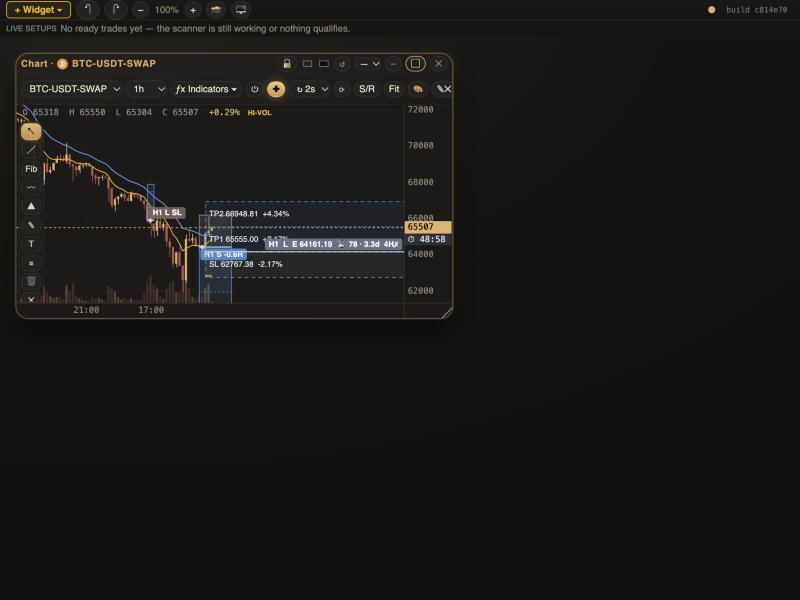 + Widget
100%
build c814e70
LIVE SETUPS No ready trades yet — the scanner is still working or nothing qualifies.
Chart · BTC-USDT-SWAP
BTC-USDT-SWAP 1h ƒx Indicators 2s S/R Fit
O 65318 H 65550 L 65304 C 65507 +0.29% HI-VOL
72000
70000
Fib
68000
H1 L SL
TP2 66948.81 +4.34%
66000
65507
TP1 65555.00
H1 L E 64161.19 78 · 3.3d
48:58
T
H1 S -0.6R
64000
SL 62767.38 -2.17%
62000
21:00 17:00